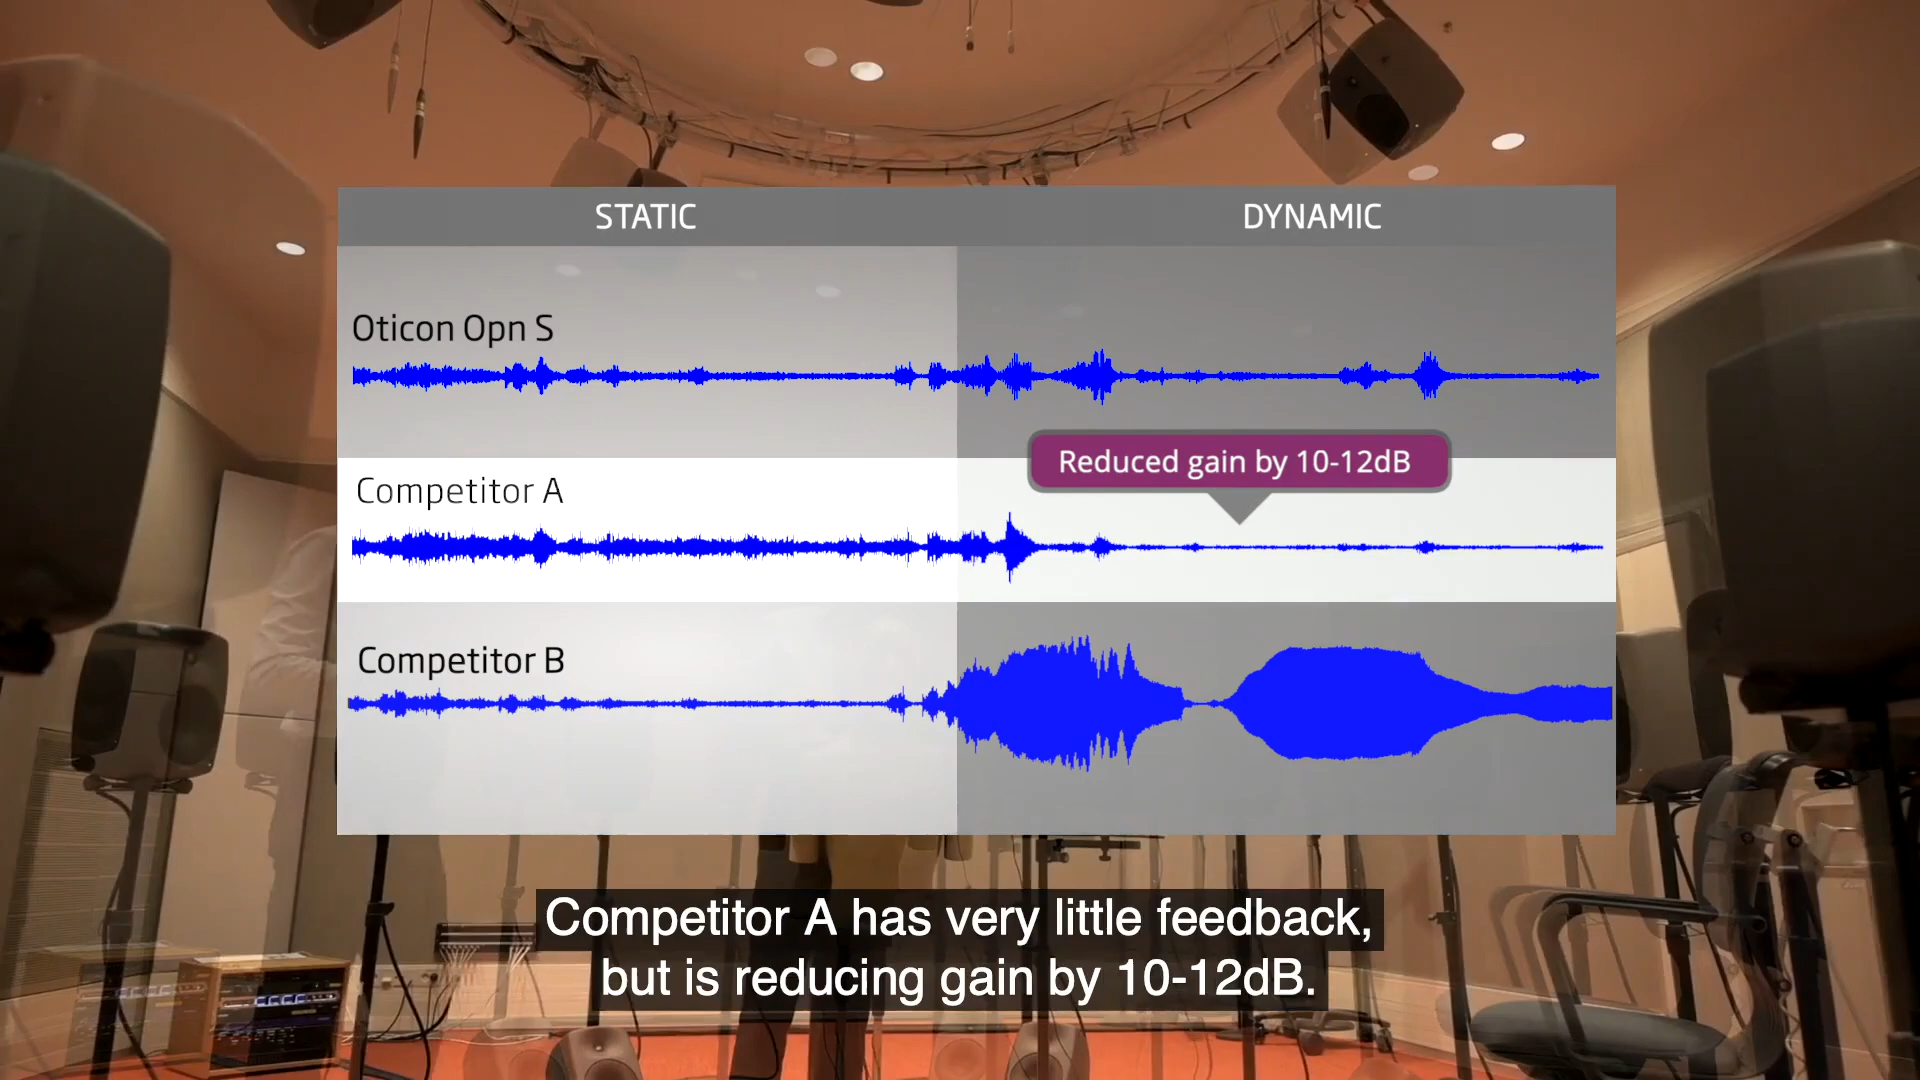 STATIC
DYNAMIC
Oticon Opn S
Reduced gain by 10-12dB
Competitor A
Competitor B
Competitor A has very little feedback,
but is reducing gain by 10-12dB.